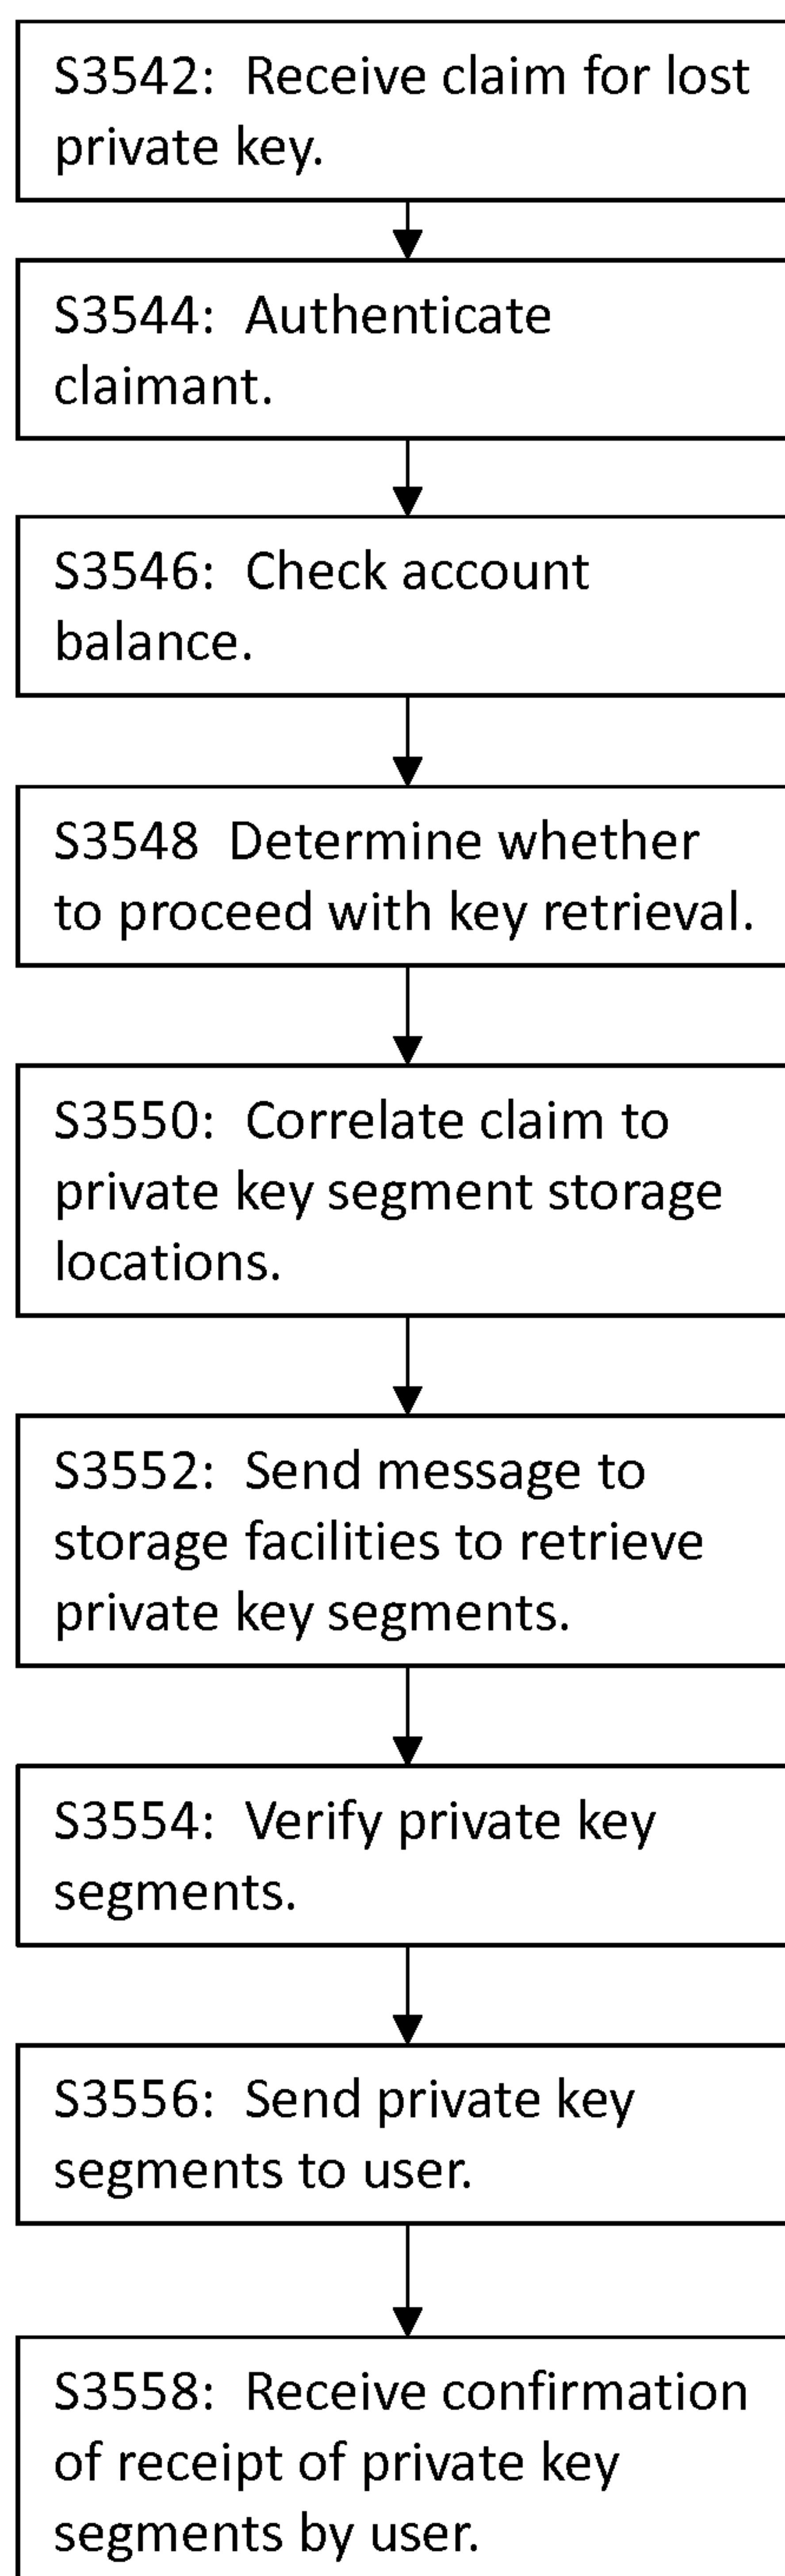 S3542: Receive claim for lost
private key.
S3544: Authenticate
claimant.
S3546: Check account
balance.
S3548 Determine whether
to proceed with key retrieval.
S3550: Correlate claim to
private key segment storage
locations.
S3552: Send message to
storage facilities to retrieve
private key segments.
S3554: Verify private key
segments.
S3556: Send private key
segments to user.
S3558: Receive confirmation
of receipt of private key
segments by user.